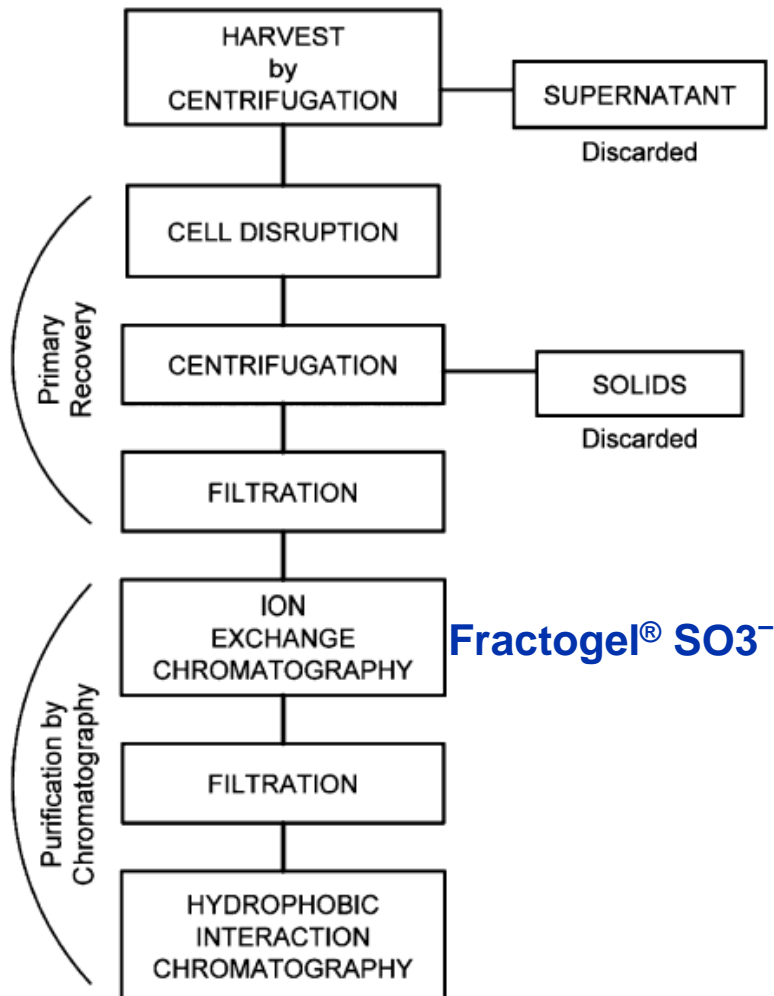 HARVEST
by
CENTRIFUGATION
SUPERNATANT
Discarded
CELL DISRUPTION
Primary
Recovery
CENTRIFUGATION
SOLIDS
Discarded
FILTRATION
ION
EXCHANGE
CHROMATOGRAPHY
Fractogel® SO3⁻
Purification by
Chromatography
FILTRATION
HYDROPHOBIC
INTERACTION
CHROMATOGRAPHY